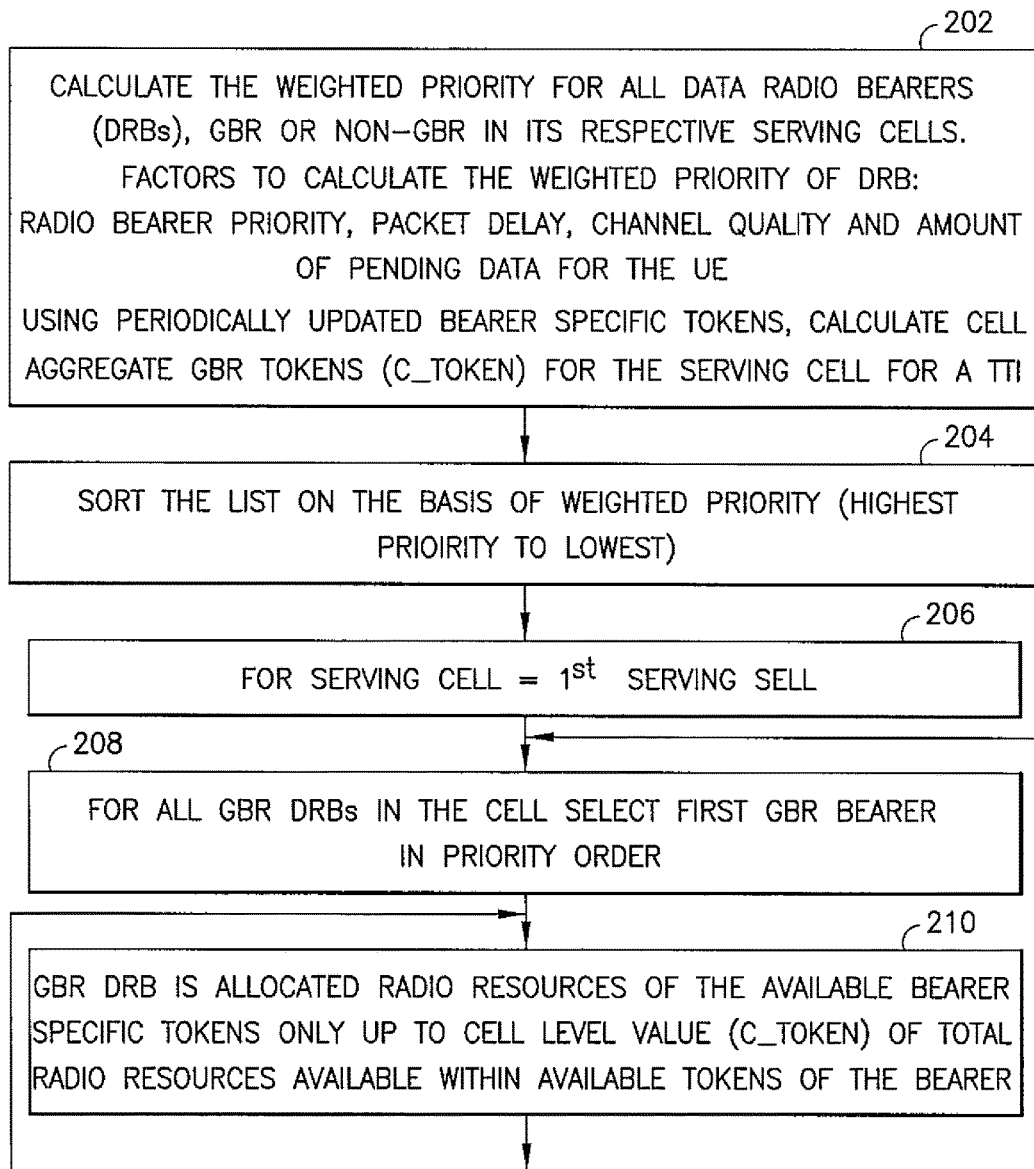 202
CALCULATE THE WEIGHTED PRIORITY FOR ALL DATA RADIO BEARERS
(DRBs), GBR OR NON-GBR IN ITS RESPECTIVE SERVING CELLS.
FACTORS TO CALCULATE THE WEIGHTED PRIORITY OF DRB:
RADIO BEARER PRIORITY, PACKET DELAY, CHANNEL QUALITY AND AMOUNT
OF PENDING DATA FOR THE UE
USING PERIODICALLY UPDATED BEARER SPECIFIC TOKENS, CALCULATE CELL
AGGREGATE GBR TOKENS (C_TOKEN) FOR THE SERVING CELL FOR A TTI
204
SORT THE LIST ON THE BASIS OF WEIGHTED PRIORITY (HIGHEST
PRIOIRITY TO LOWEST)
206
FOR SERVING CELL = 1st SERVING SELL
208
FOR ALL GBR DRBs IN THE CELL SELECT FIRST GBR BEARER
IN PRIORITY ORDER
210
GBR DRB IS ALLOCATED RADIO RESOURCES OF THE AVAILABLE BEARER
SPECIFIC TOKENS ONLY UP TO CELL LEVEL VALUE (C_TOKEN) OF TOTAL
RADIO RESOURCES AVAILABLE WITHIN AVAILABLE TOKENS OF THE BEARER